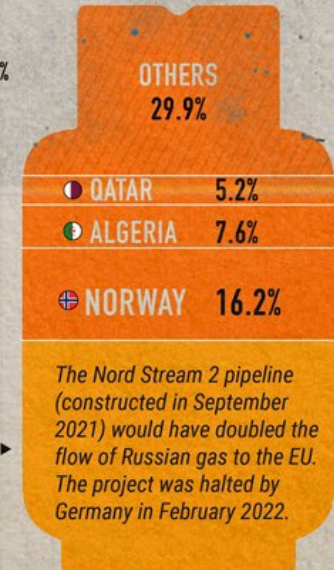 %
OTHERS
29.9%
QATAR 5.2%
ALGERIA 7.6%
NORWAY 16.2%
The Nord Stream 2 pipeline
(constructed in September
2021) would have doubled the
flow of Russian gas to the EU.
The project was halted by
Germany in February 2022.